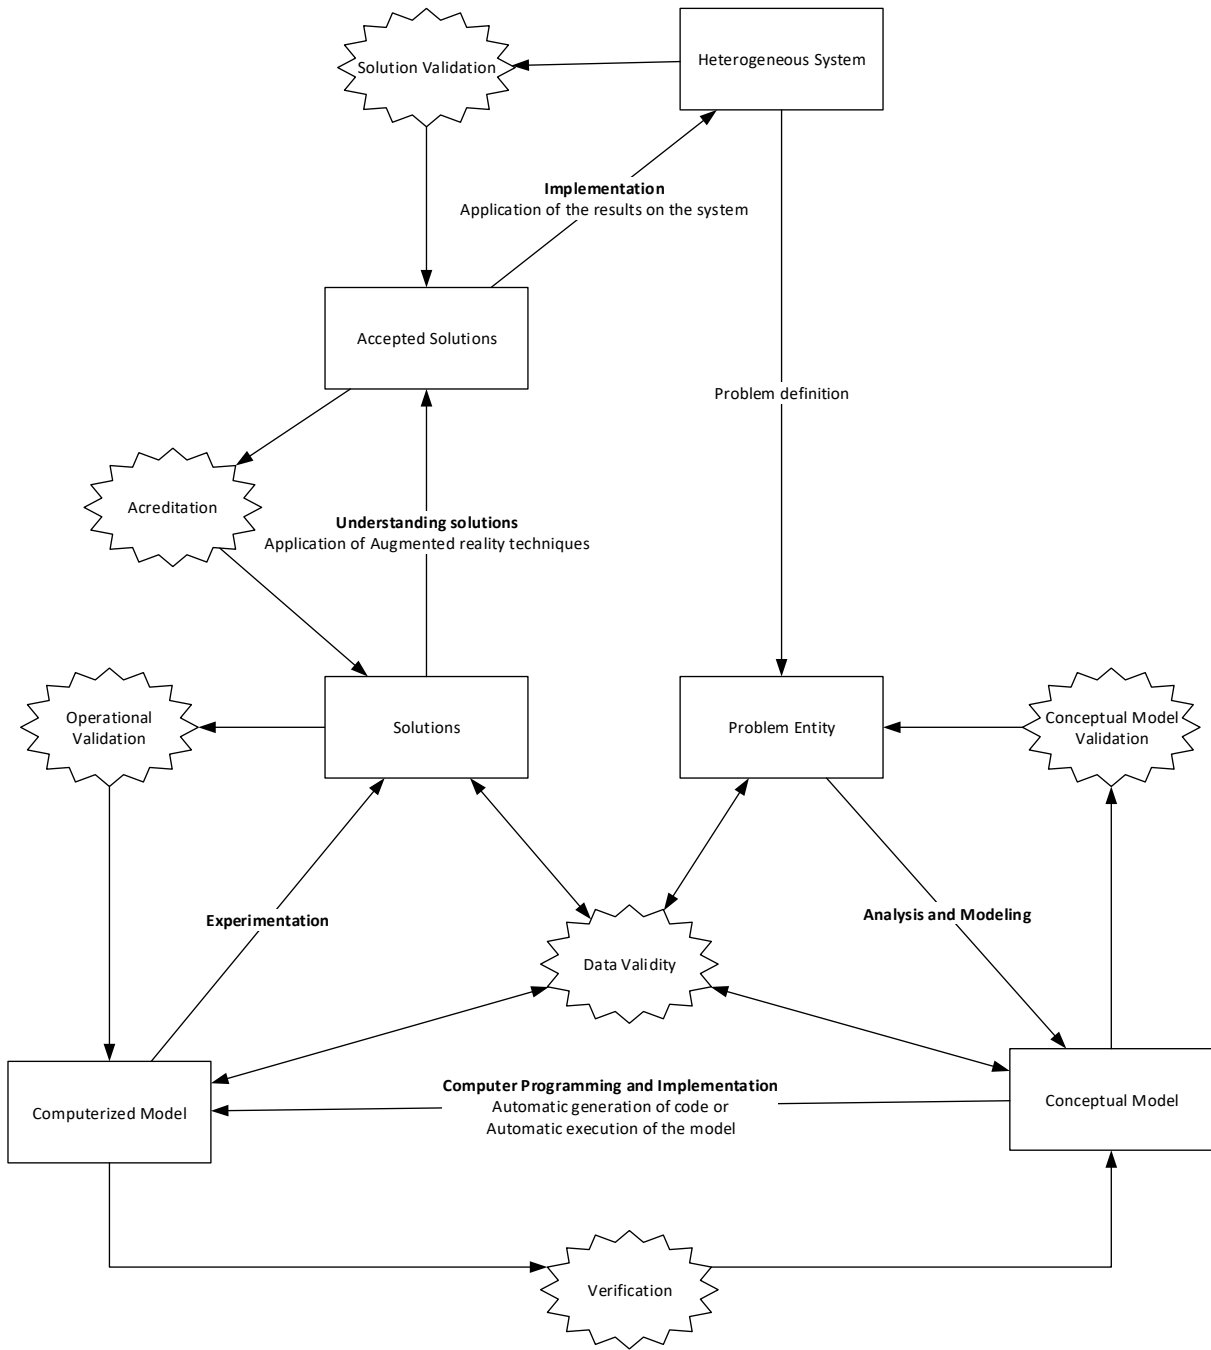 Solution Validation
Heterogeneous System
Implementation
Application of the results on the system
Accepted Solutions
Problem definition
Acreditation
Understanding solutions
Application of Augmented reality techniques
Operational
Validation
Solutions
Problem Entity
Conceptual Model
Validation
Experimentation
Analysis and Modeling
Data Validity
Computer Programming and Implementation
Automatic generation of code or
Automatic execution of the model
Computerized Model
Conceptual Model
Verification